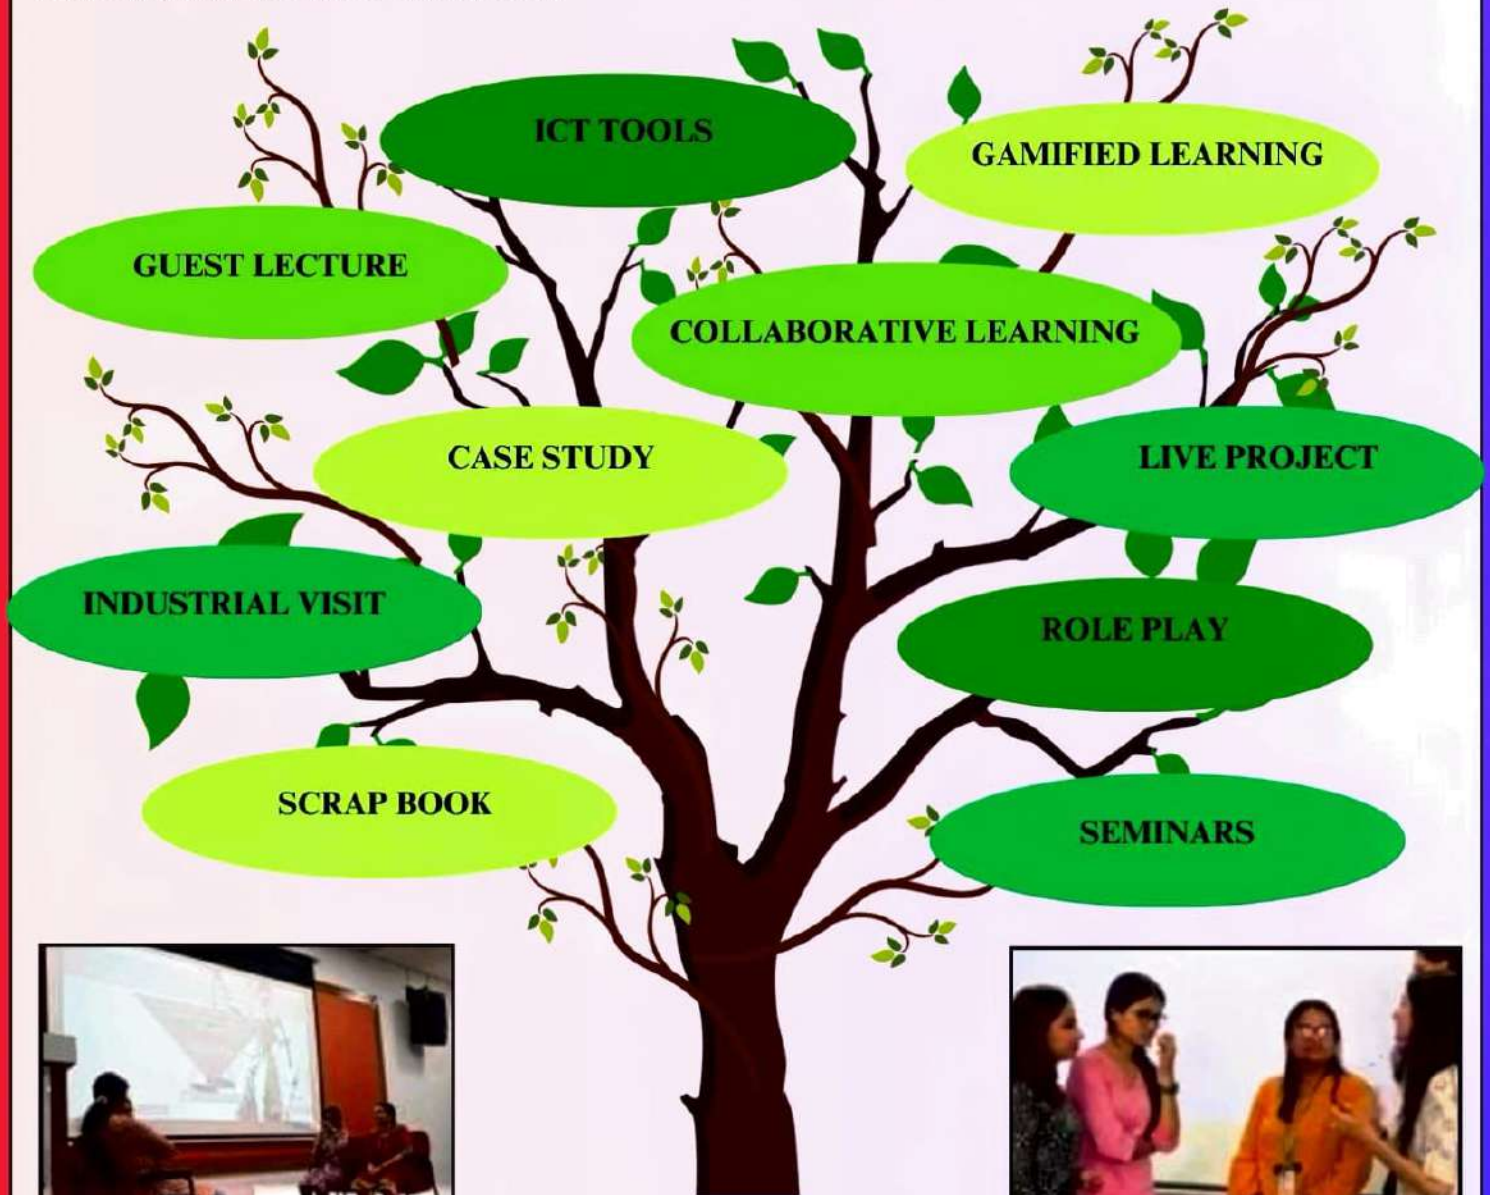 ICT TOOLS
GAMIFIED LEARNING
GUEST LECTURE
COLLABORATIVE LEARNING
CASE STUDY
LIVE PROJECT
INDUSTRIAL VISIT
ROLE PLAY
SCRAP BOOK
SEMINARS